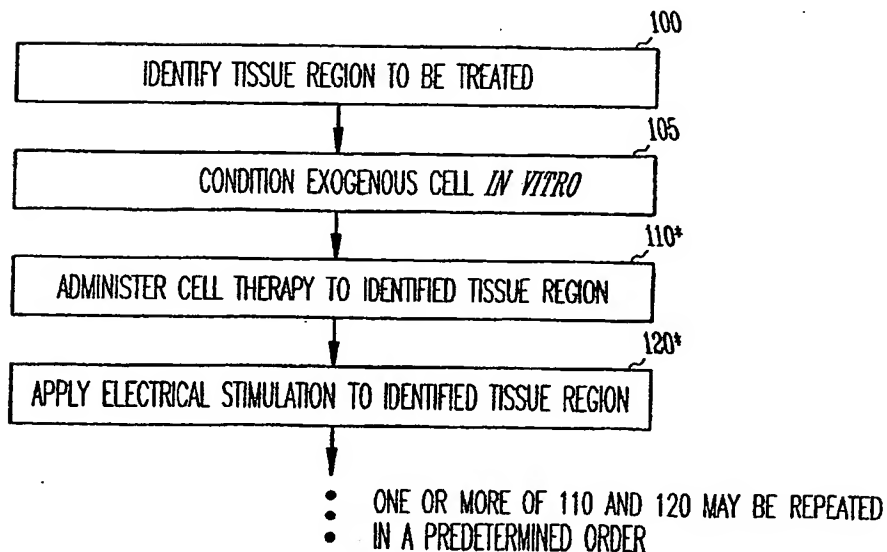 100
IDENTIFY TISSUE REGION TO BE TREATED
105
CONDITION EXOGENOUS CELL IN VITRO
110*
ADMINISTER CELL THERAPY TO IDENTIFIED TISSUE REGION
120*
APPLY ELECTRICAL STIMULATION TO IDENTIFIED TISSUE REGION
ONE OR MORE OF 110 AND 120 MAY BE REPEATED
IN A PREDETERMINED ORDER